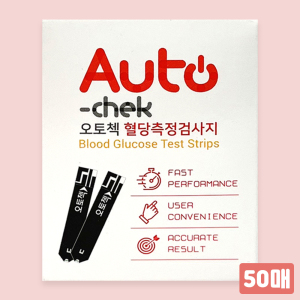 Auto
-chek
오토첵 혈당측정검사지
Blood Glucose Test Strips
FAST
PERFORMANCE
USER
CONVENIENCE
ACCURATE
RESULT
오토첵
오토첵
50매